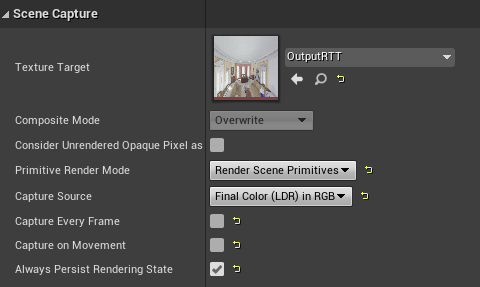 Scene Capture
Texture Target
OutputRTT
Composite Mode
Overwrite
Consider Unrendered Opaque Pixel as
Primitive Render Mode
Render Scene Primitives
Capture Source
Final Color (LDR) in RGB
Capture Every Frame
Capture on Movement
Always Persist Rendering State